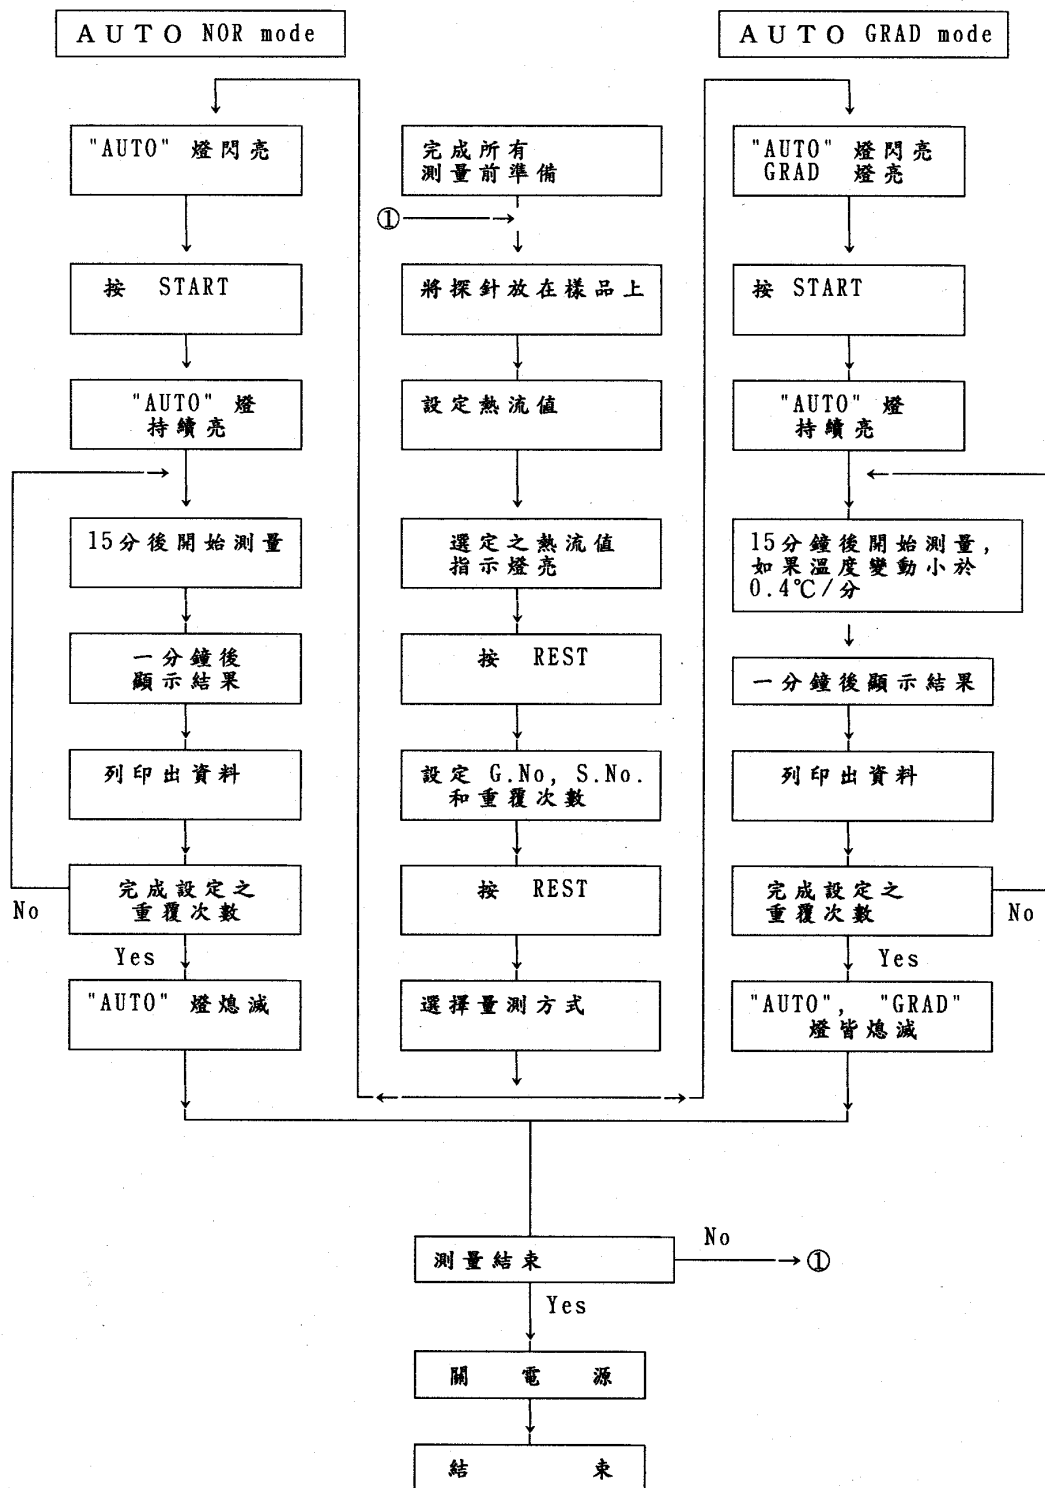 AUTO NOR mode
"AUTO" 燈閃亮
按 START
"AUTO" 燈
持續亮
15分後開始測量
一分鐘後
顯示結果
列印出資料
完成設定之
重覆次數
No
Yes
"AUTO" 燈熄滅
完成所有
測量前準備
①
將探針放在樣品上
設定熱流值
選定之熱流值
指示燈亮
按 REST
設定 G.No, S.No.
和重覆次數
按 REST
選擇量測方式
AUTO GRAD mode
"AUTO" 燈閃亮
GRAD 燈亮
按 START
"AUTO" 燈
持續亮
15分鐘後開始測量,
如果溫度變動小於
0.4℃/分
一分鐘後顯示結果
列印出資料
完成設定之
重覆次數
No
Yes
"AUTO", "GRAD"
燈皆熄滅
測量結束
No
①
Yes
關 電 源
結 束